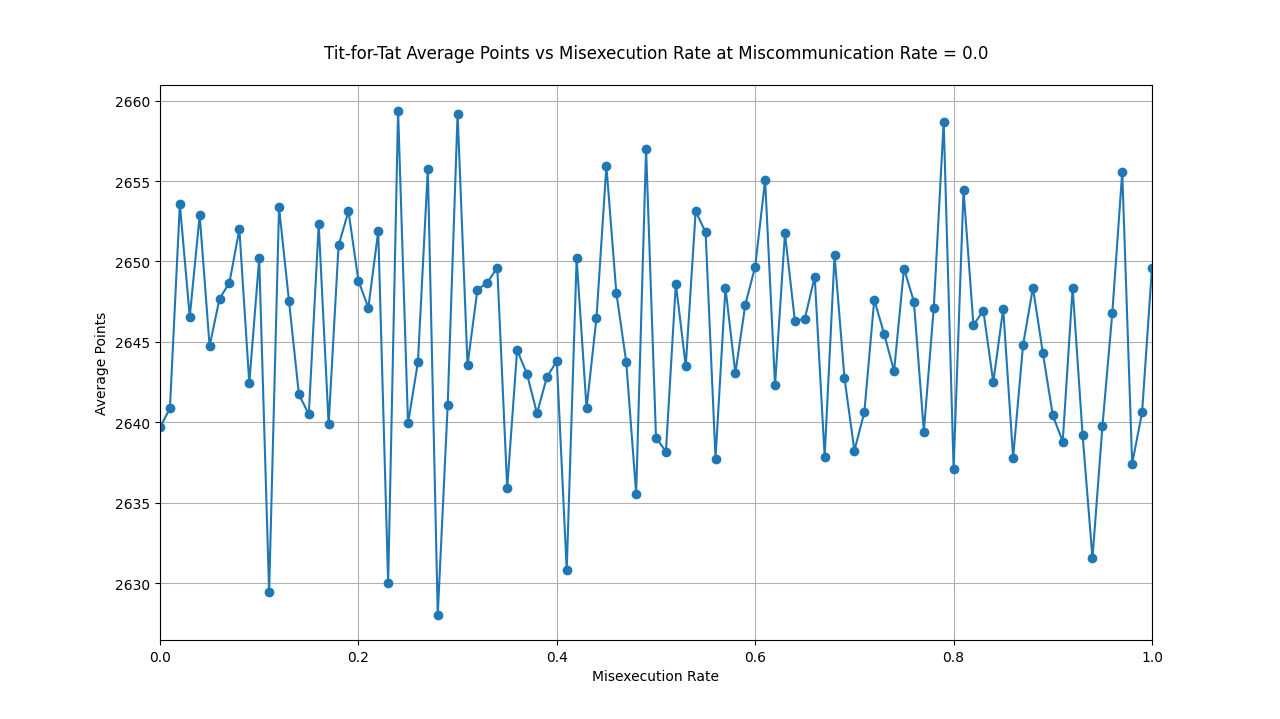 Tit-for-Tat Average Points vs Misexecution Rate at Miscommunication Rate = 0.0
Average Points
2660
2655
2650
2645
2640
2635
2630
0.0 0.2 0.4 0.6 0.8 1.0
Misexecution Rate